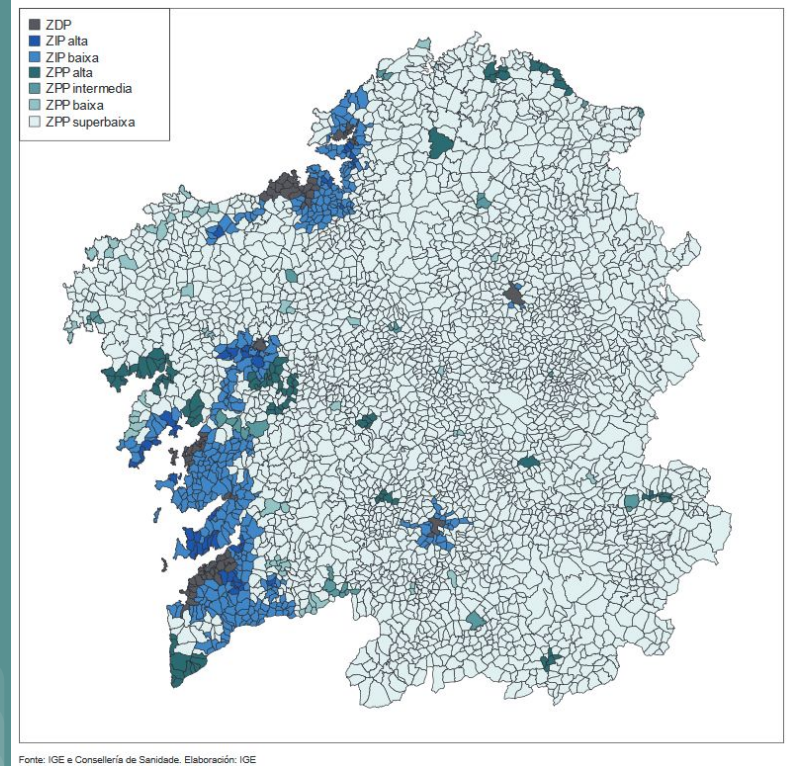 ZDP
ZIP alta
ZIP baixa
ZPP alta
ZPP intermedia
ZPP baixa
ZPP superbaixa
Fonte: IGE e Consellería de Sanidade. Elaboración: IGE